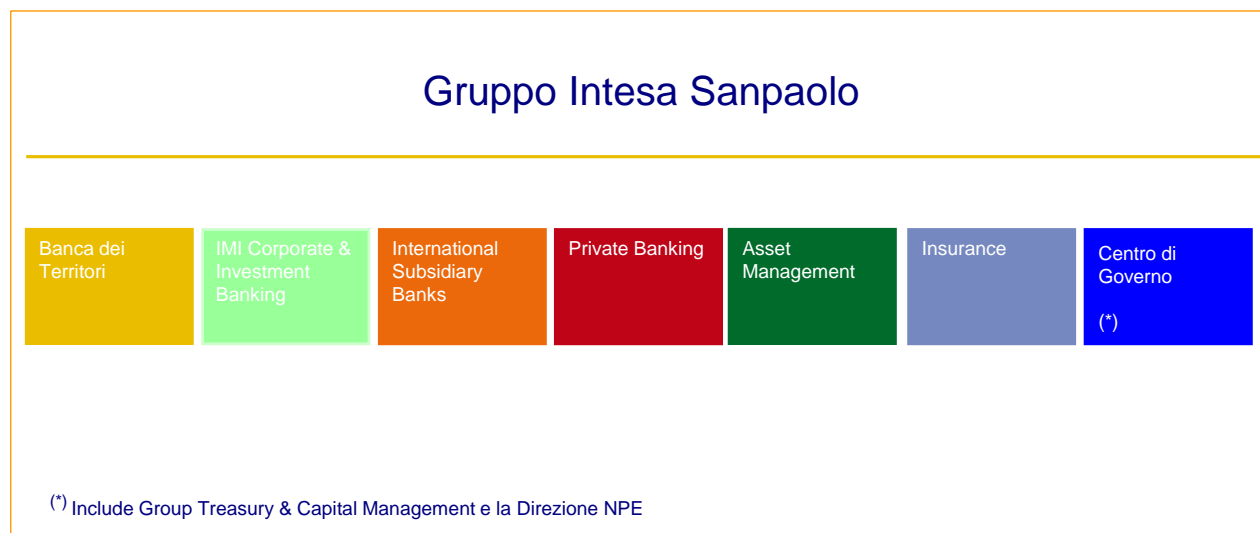 Gruppo Intesa Sanpaolo
Banca dei
Territori
IMI Corporate &
Investment
Banking
International
Subsidiary
Banks
Private Banking
Asset
Management
Insurance
Centro di
Governo
(*)
(*) Include Group Treasury & Capital Management e la Direzione NPE